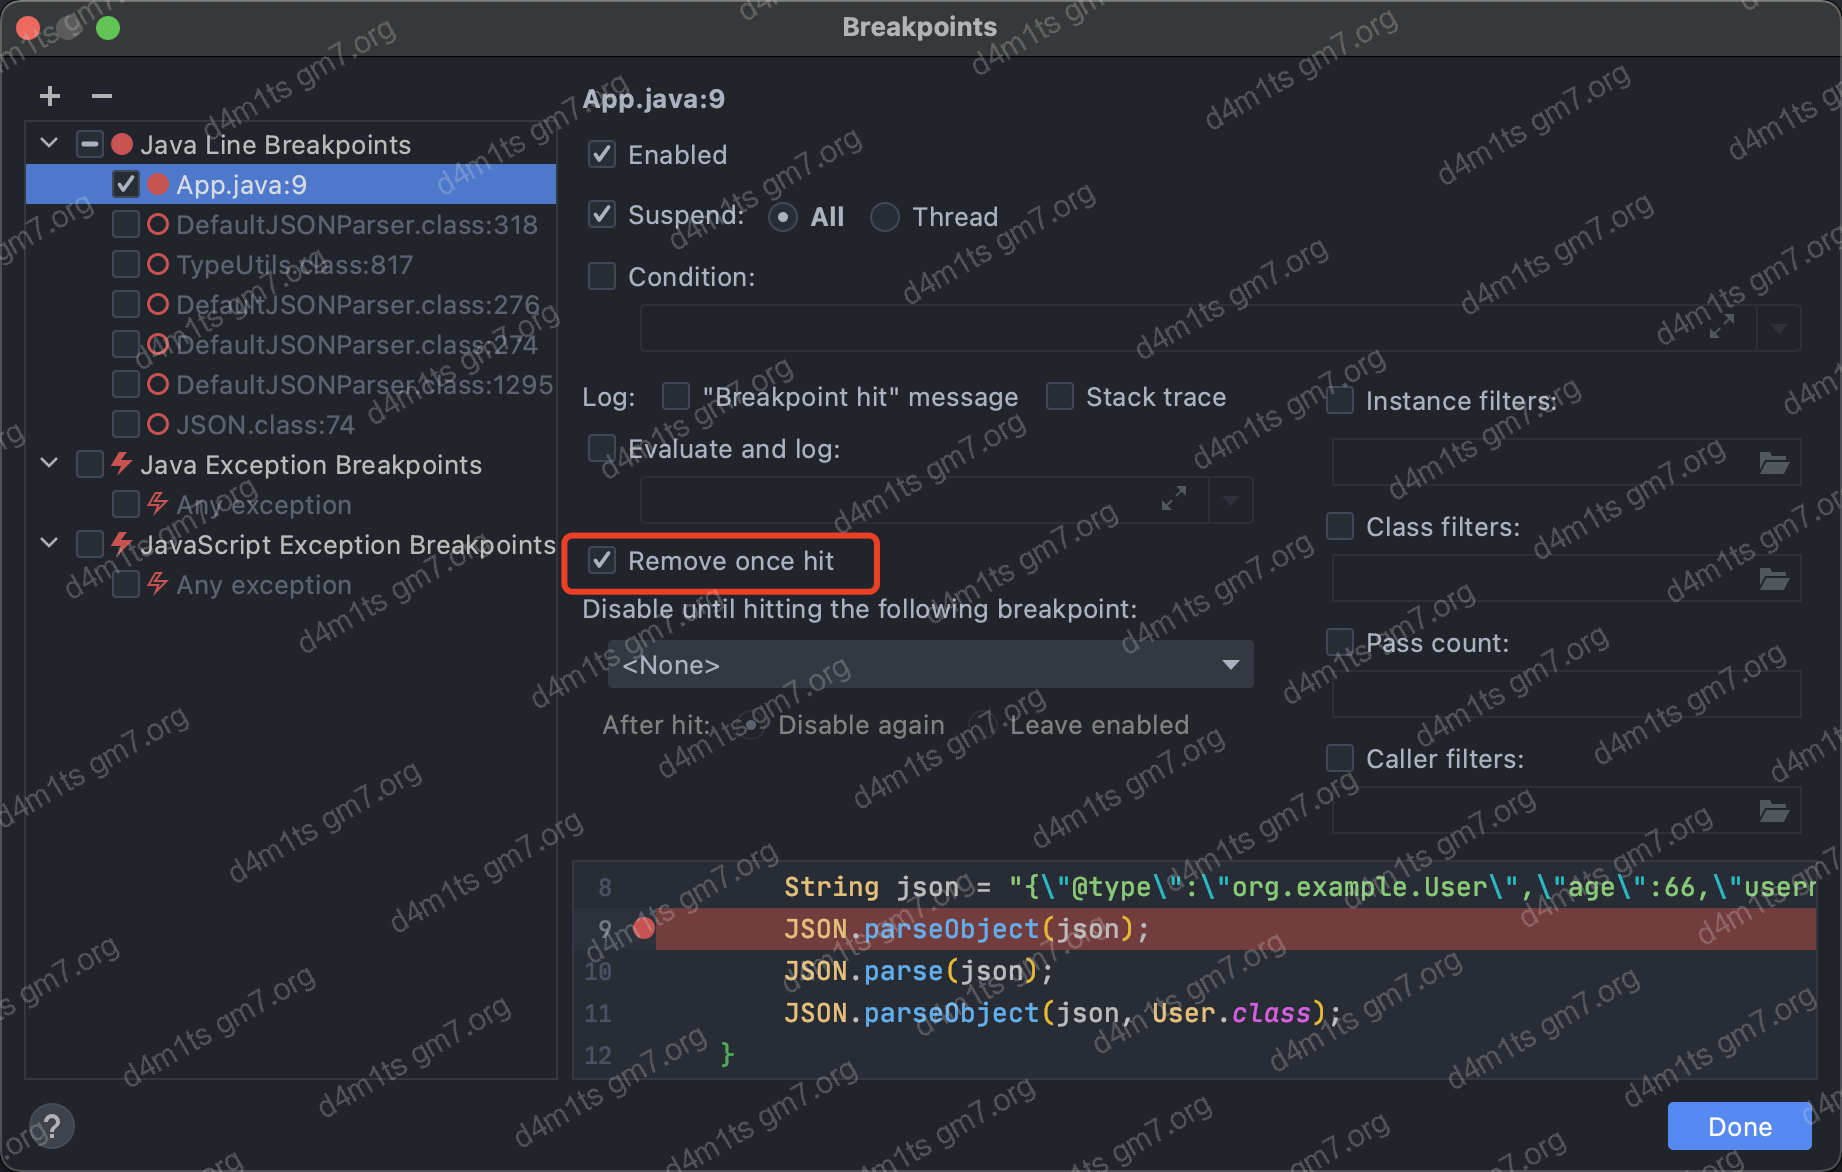 Breakpoints
App.java:9
Java Line Breakpoints
App.java:9
DefaultJSONParser.class:318
TypeUtils.class:817
DefaultJSONParser.class:276
DefaultJSONParser.class:274
DefaultJSONParser.class:1295
JSON.class:74
Java Exception Breakpoints
Any exception
JavaScript Exception Breakpoints
Any exception
Enabled
Suspend: All Thread
Condition:
Log: "Breakpoint hit" message Stack trace
Evaluate and log:
Remove once hit
Disable until hitting the following breakpoint:
<None>
After hit: Disable again Leave enabled
Instance filters:
Class filters:
Pass count:
Caller filters:
8 String json = "{\"@type\":\"org.example.User\",\"age\":66,\"user
9 JSON.parseObject(json);
10 JSON.parse(json);
11 JSON.parseObject(json, User.class);
12 }
?
Done
d4m1ts gm7.org